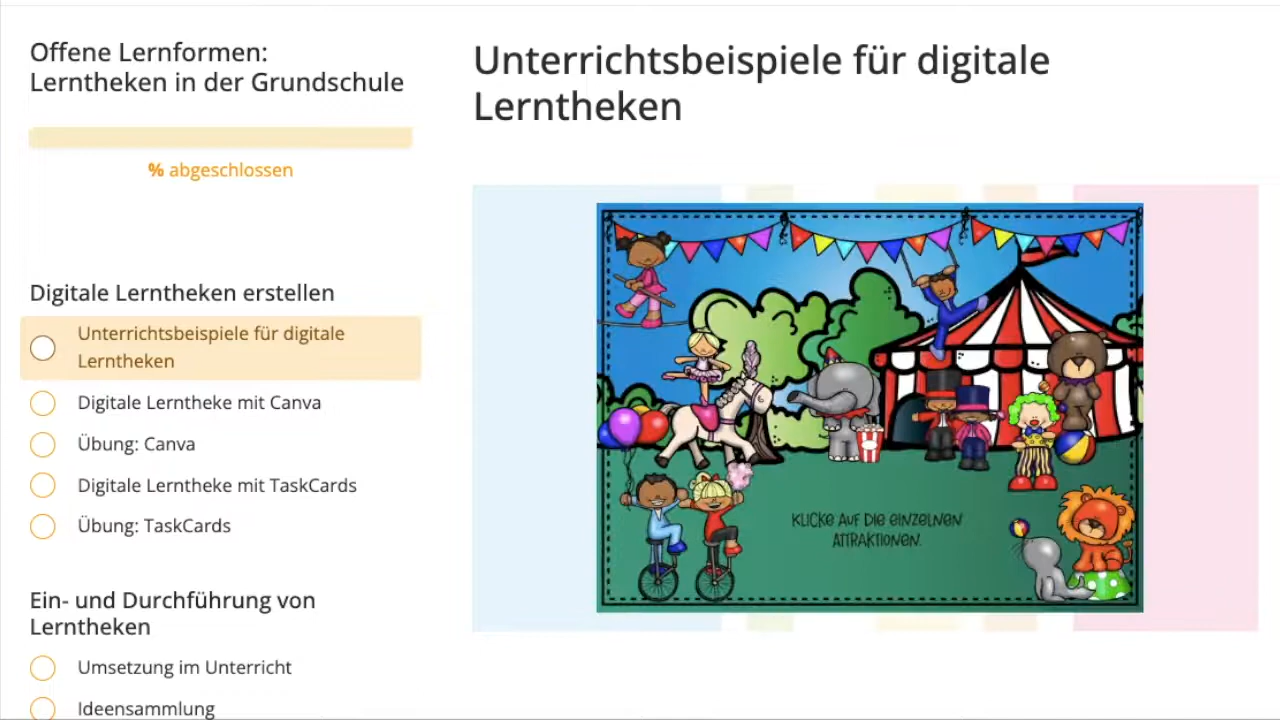 Offene Lernformen:
Lerntheken in der Grundschule
% abgeschlossen
Digitale Lerntheken erstellen
Unterrichtsbeispiele für digitale
Lerntheken
Digitale Lerntheke mit Canva
Übung: Canva
Digitale Lerntheke mit TaskCards
Übung: TaskCards
Ein- und Durchführung von
Lerntheken
Umsetzung im Unterricht
Ideensammlung
Unterrichtsbeispiele für digitale
Lerntheken
KLICKE AUF DIE EINZELNEN
ATTRAKTIONEN.